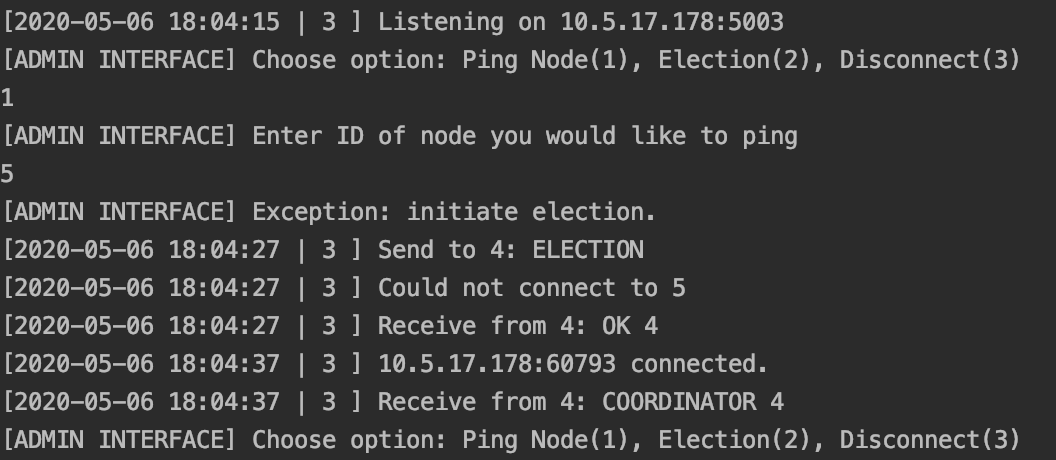 [2020-05-06 18:04:15 | 3 ] Listening on 10.5.17.178:5003
[ADMIN INTERFACE] Choose option: Ping Node(1), Election(2), Disconnect(3)
1
[ADMIN INTERFACE] Enter ID of node you would like to ping
5
[ADMIN INTERFACE] Exception: initiate election.
[2020-05-06 18:04:27 | 3 ] Send to 4: ELECTION
[2020-05-06 18:04:27 | 3 ] Could not connect to 5
[2020-05-06 18:04:27 | 3 ] Receive from 4: OK 4
[2020-05-06 18:04:37 | 3 ] 10.5.17.178:60793 connected.
[2020-05-06 18:04:37 | 3 ] Receive from 4: COORDINATOR 4
[ADMIN INTERFACE] Choose option: Ping Node(1), Election(2), Disconnect(3)